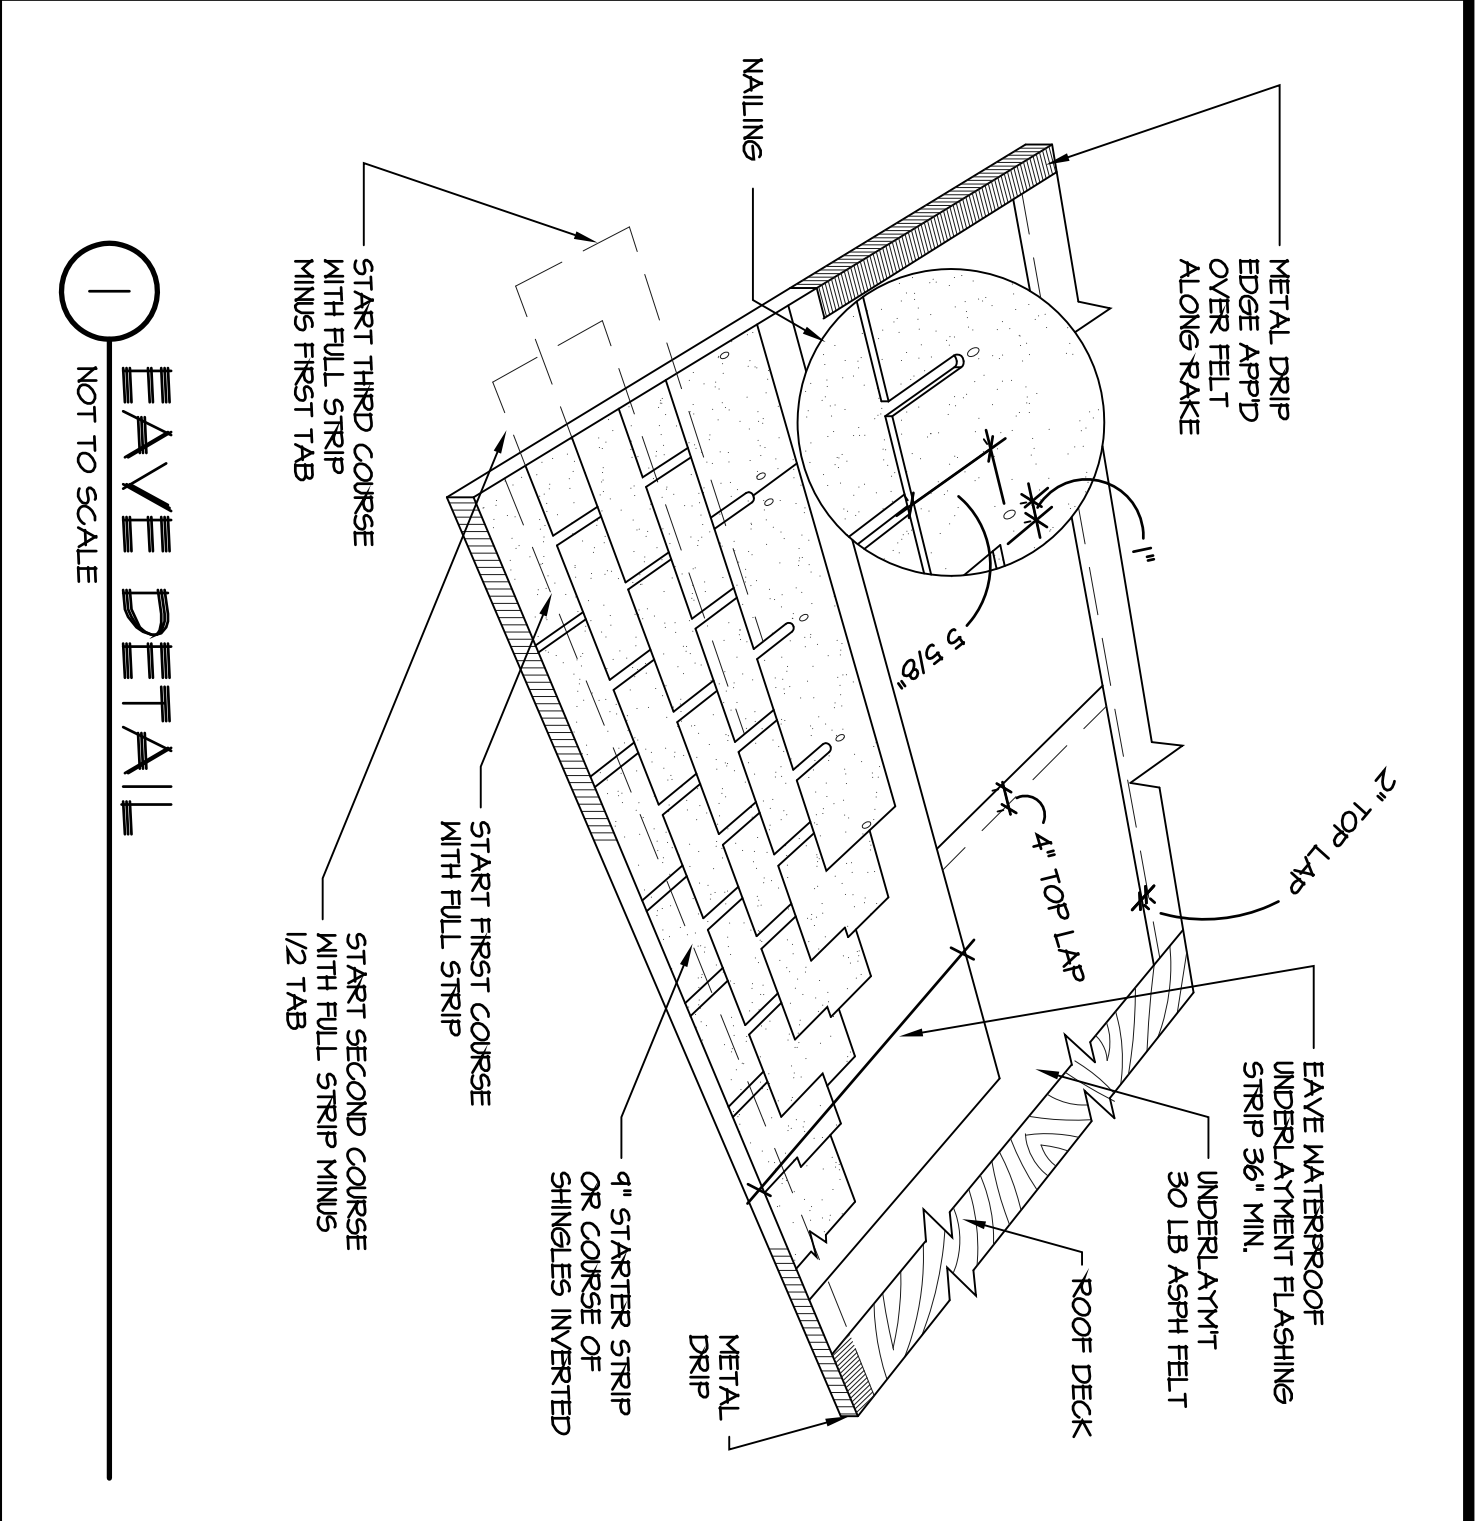 2" TOP LAP
EAVE WATERPROOF
UNDERLAYMENT FLASHING
STRIP 36" MIN.
METAL DRIP
EDGE APP'D
OVER FELT
ALONG RAKE
UNDERLAYM'T
30 LB ASPH FELT
1"
4" TOP LAP
ROOF DECK
5 5/8"
NAILING
METAL
DRIP
9" STARTER STRIP
OR COURSE OF
SHINGLES INVERTED
START FIRST COURSE
WITH FULL STRIP
START THIRD COURSE
WITH FULL STRIP
MINUS FIRST TAB
START SECOND COURSE
WITH FULL STRIP MINUS
1/2 TAB
1
EAVE DETAIL
NOT TO SCALE